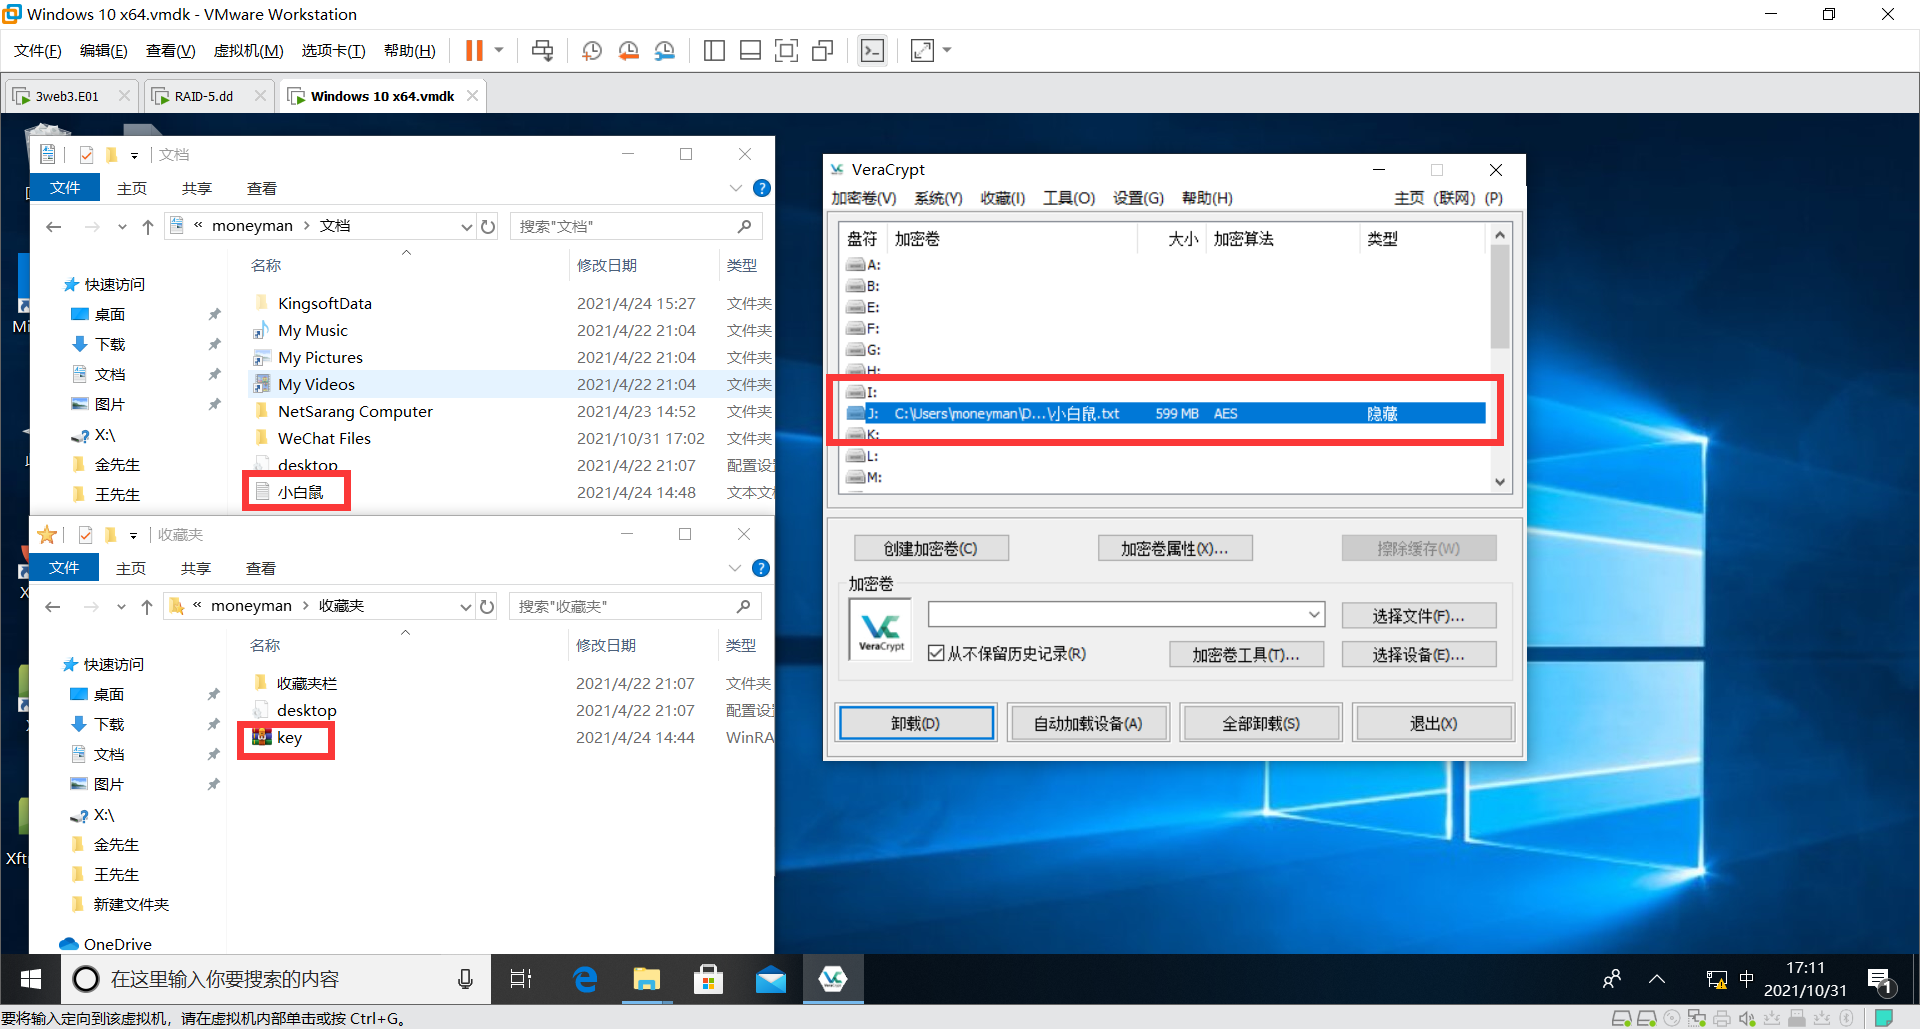 Windows 10 x64.vmdk - VMware Workstation
文件(F) 编辑(E) 查看(V) 虚拟机(M) 选项卡(T) 帮助(H)
3web3.E01 RAID-5.dd Windows 10 x64.vmdk
文档
文件 主页 共享 查看
« moneyman 文档 搜索"文档"
名称 修改日期 类型
快速访问
桌面
下载
文档
图片
X:\
金先生
王先生
KingsoftData 2021/4/24 15:27 文件夹
My Music 2021/4/22 21:04 文件夹
My Pictures 2021/4/22 21:04 文件夹
My Videos 2021/4/22 21:04 文件夹
NetSarang Computer 2021/4/23 14:52 文件夹
WeChat Files 2021/10/31 17:02 文件夹
desktop 2021/4/22 21:07 配置设
小白鼠 2021/4/24 14:48 文本文
收藏夹
文件 主页 共享 查看
« moneyman 收藏夹 搜索"收藏夹"
名称 修改日期 类型
快速访问
桌面
下载
文档
图片
X:\
金先生
王先生
新建文件夹
OneDrive
收藏夹栏 2021/4/22 21:07 文件夹
desktop 2021/4/22 21:07 配置设
key 2021/4/24 14:44 WinRA
Mi
Xft
VeraCrypt
加密卷(V) 系统(Y) 收藏(I) 工具(O) 设置(G) 帮助(H) 主页 (联网) (P)
盘符 加密卷 大小 加密算法 类型
A:
B:
E:
F:
G:
H:
I:
J: C:\Users\moneyman\D...\小白鼠.txt 599 MB AES 隐藏
K:
L:
M:
创建加密卷(C) 加密卷属性(X)... 擦除缓存(W)
加密卷
VeraCrypt
选择文件(F)...
从不保留历史记录(R) 加密卷工具(T)... 选择设备(E)...
卸载(D) 自动加载设备(A) 全部卸载(S) 退出(X)
在这里输入你要搜索的内容
中
17:11
2021/10/31
1
要将输入定向到该虚拟机，请在虚拟机内部单击或按 Ctrl+G。